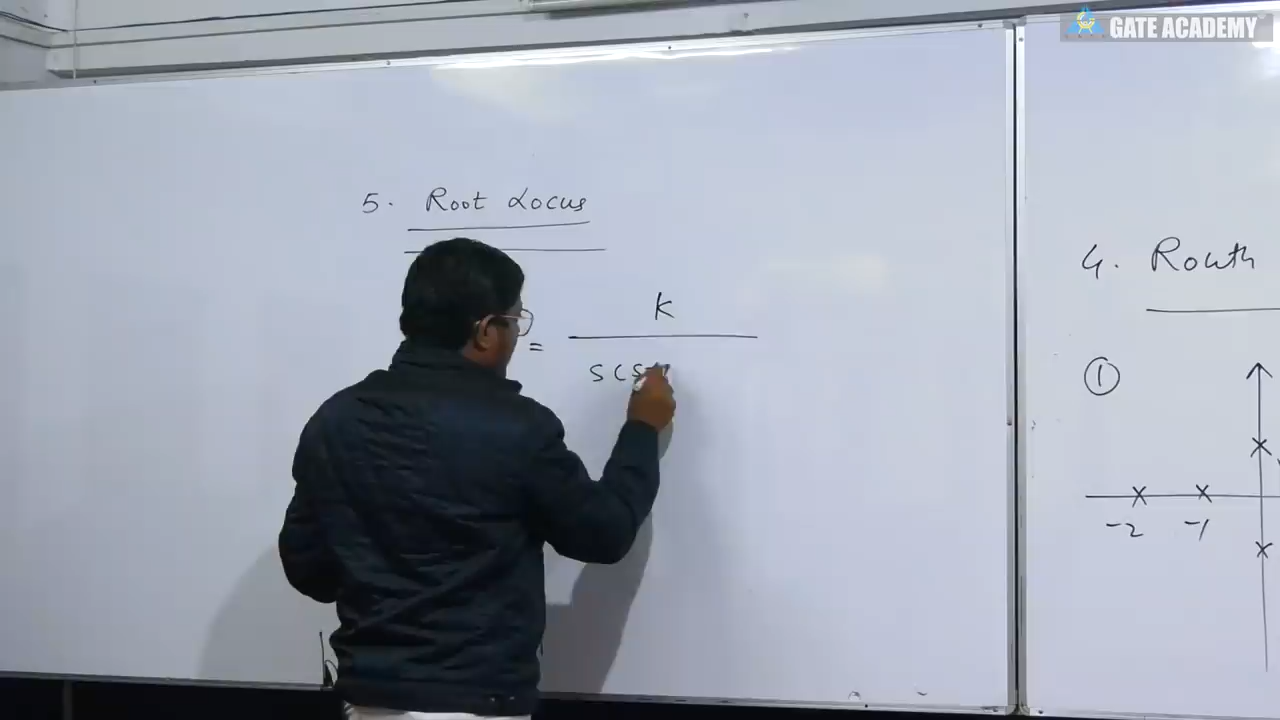 GATE ACADEMY
5. Root Locus
= K
s(s+
4. Routh
1
-2 -1